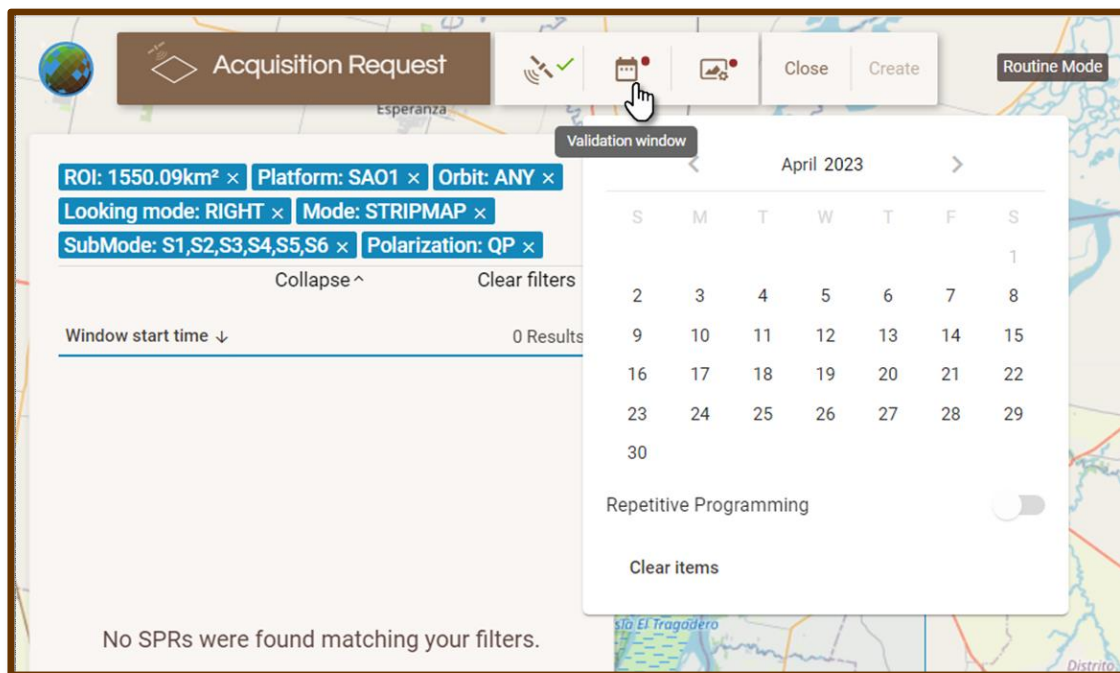 Acquisition Request
Close
Create
Routine Mode
Esperanza
Validation window
ROI: 1550.09km² × Platform: SAO1 × Orbit: ANY ×
Looking mode: RIGHT × Mode: STRIPMAP ×
SubMode: S1,S2,S3,S4,S5,S6 × Polarization: QP ×
Collapse ^ Clear filters
Window start time ↓ 0 Results
No SPRs were found matching your filters.
< April 2023 >
S M T W T F S
1
2 3 4 5 6 7 8
9 10 11 12 13 14 15
16 17 18 19 20 21 22
23 24 25 26 27 28 29
30
Repetitive Programming
Clear items
Isla El Tragadero
Distrito